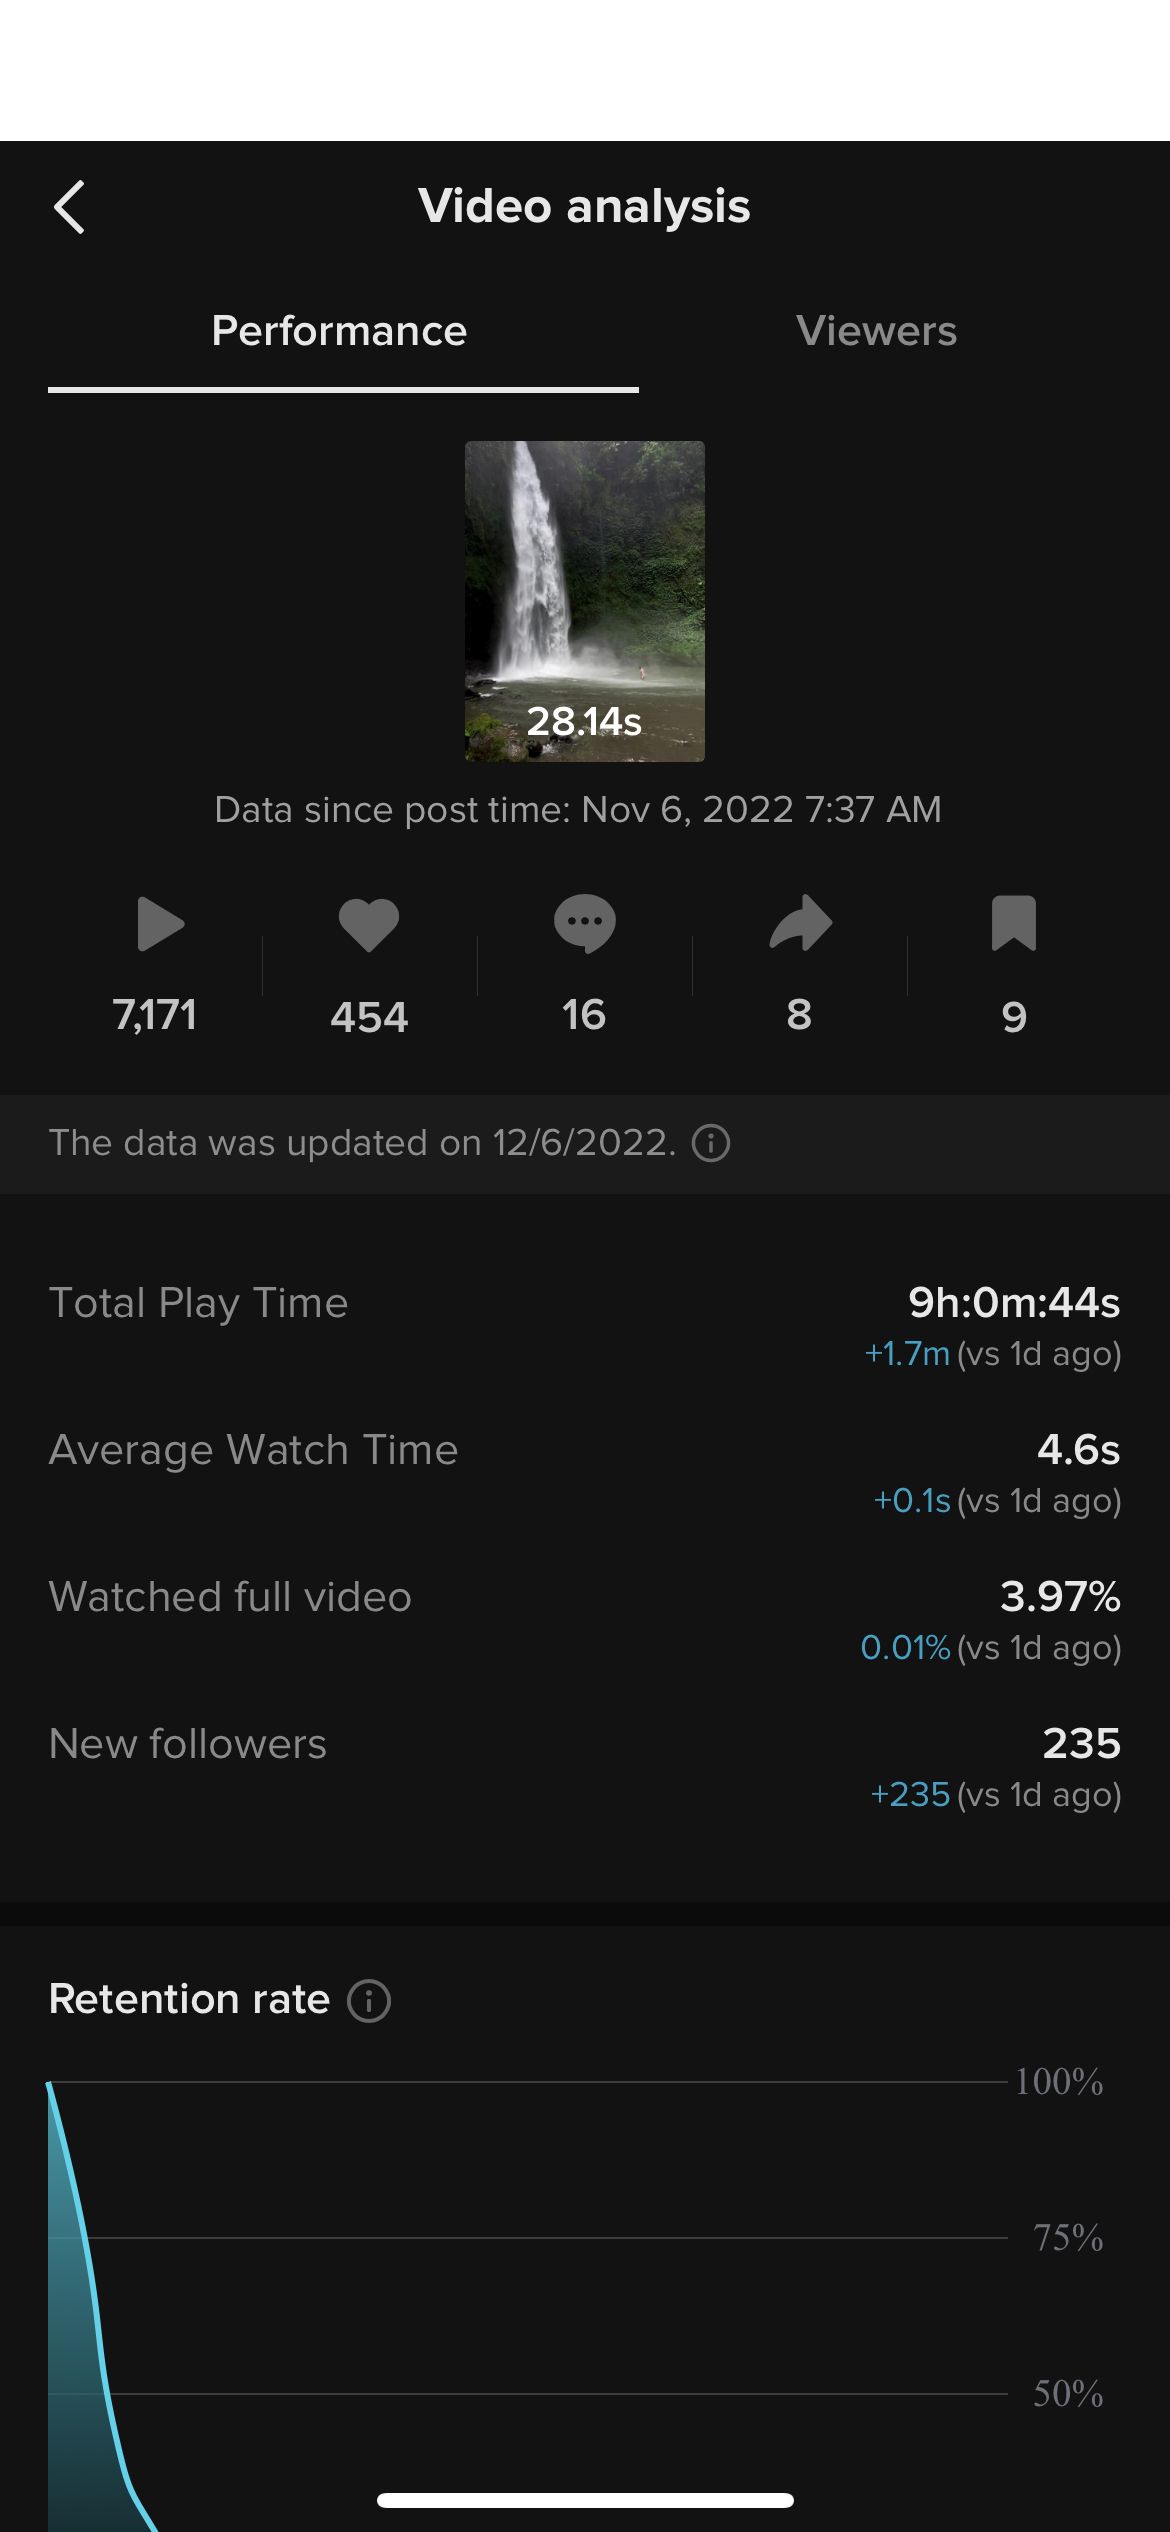 Video analysis
Performance Viewers
28.14s
Data since post time: Nov 6, 2022 7:37 AM
7,171 454 16 8 9
The data was updated on 12/6/2022.
Total Play Time 9h:0m:44s
+1.7m (vs 1d ago)
Average Watch Time 4.6s
+0.1s (vs 1d ago)
Watched full video 3.97%
0.01% (vs 1d ago)
New followers 235
+235 (vs 1d ago)
Retention rate
100%
75%
50%